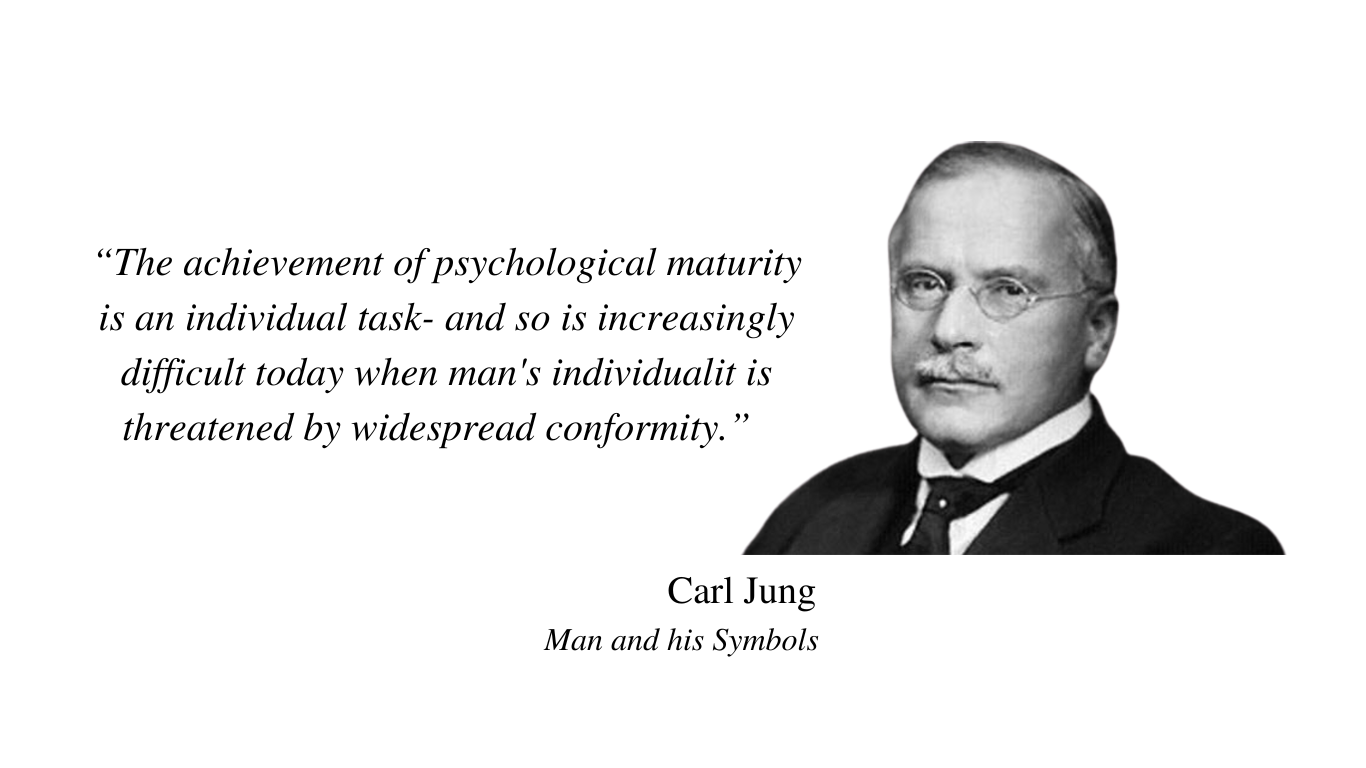 “The achievement of psychological maturity
is an individual task- and so is increasingly
difficult today when man's individualit is
threatened by widespread conformity.”
Carl Jung
Man and his Symbols